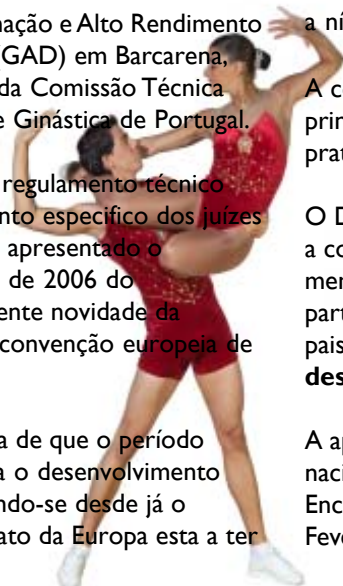 nação e Alto Rendimento
GAD) em Barcarena,
da Comissão Técnica
e Ginástica de Portugal.
regulamento técnico
nto especifico dos juízes
apresentado o
de 2006 do
ente novidade da
convenção europeia de
a de que o período
a o desenvolvimento
ndo-se desde já o
ato da Europa esta a ter
a ní
A c
prin
prat
O D
a co
men
part
pais
des
A ap
naci
Enc
Feve